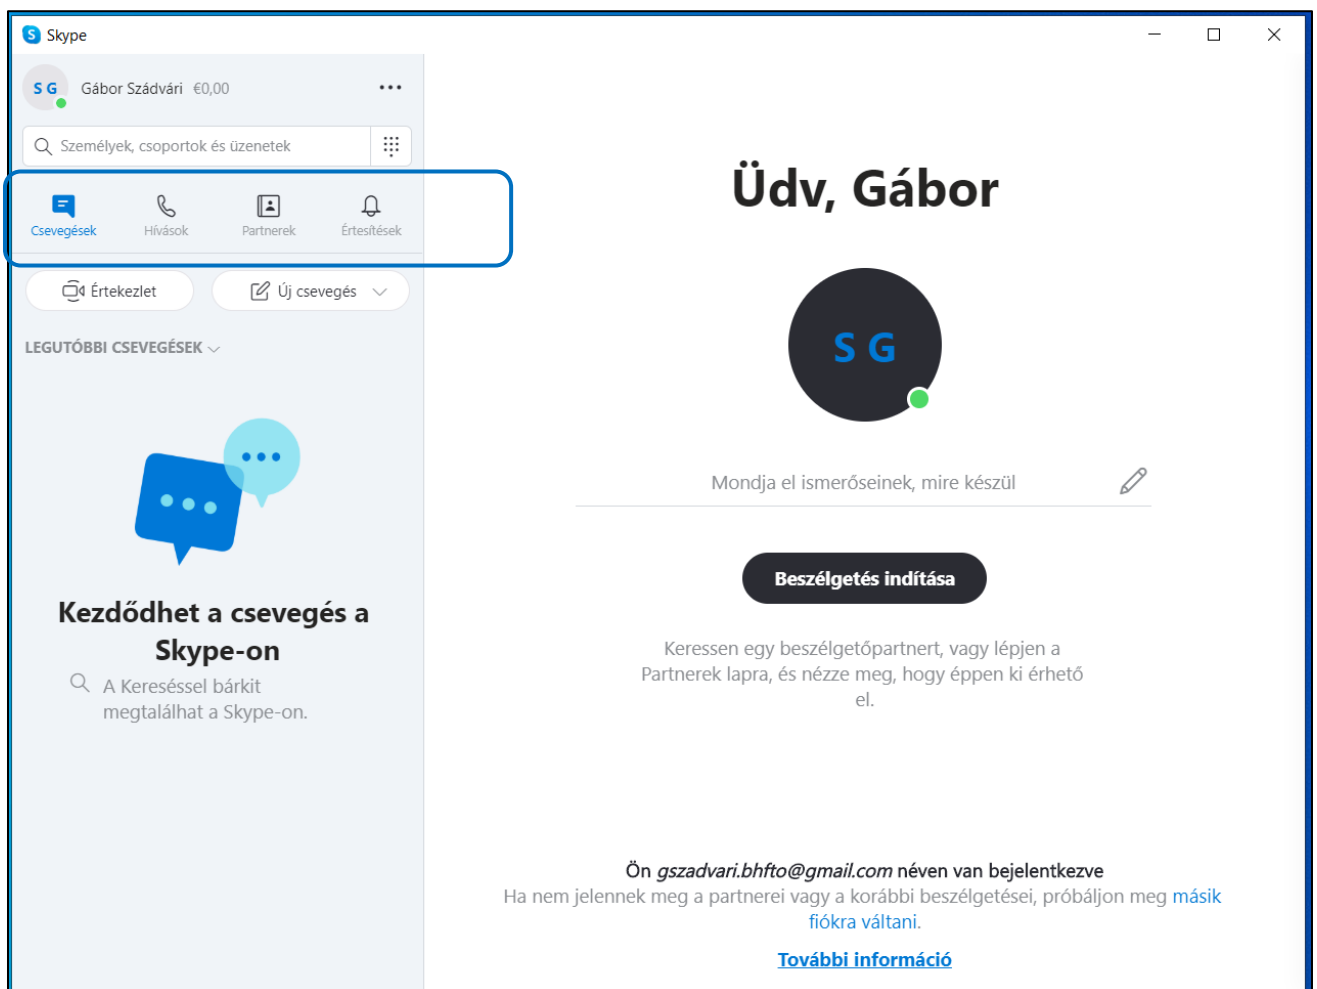 Skype
S G Gábor Szádvári €0,00
Személyek, csoportok és üzenetek
Csevegések Hívások Partnerek Értesítések
Értekezlet Új csevegés
LEGUTÓBBI CSEVEGÉSEK
Kezdődhet a csevegés a
Skype-on
A Kereséssel bárkit
megtalálhat a Skype-on.
Üdv, Gábor
S G
Mondja el ismerőseinek, mire készül
Beszélgetés indítása
Keressen egy beszélgetőpartnert, vagy lépjen a
Partnerek lapra, és nézze meg, hogy éppen ki érhető
el.
Ön gszadvari.bhfto@gmail.com néven van bejelentkezve
Ha nem jelennek meg a partnerei vagy a korábbi beszélgetései, próbáljon meg másik
fiókra váltani.
További információ